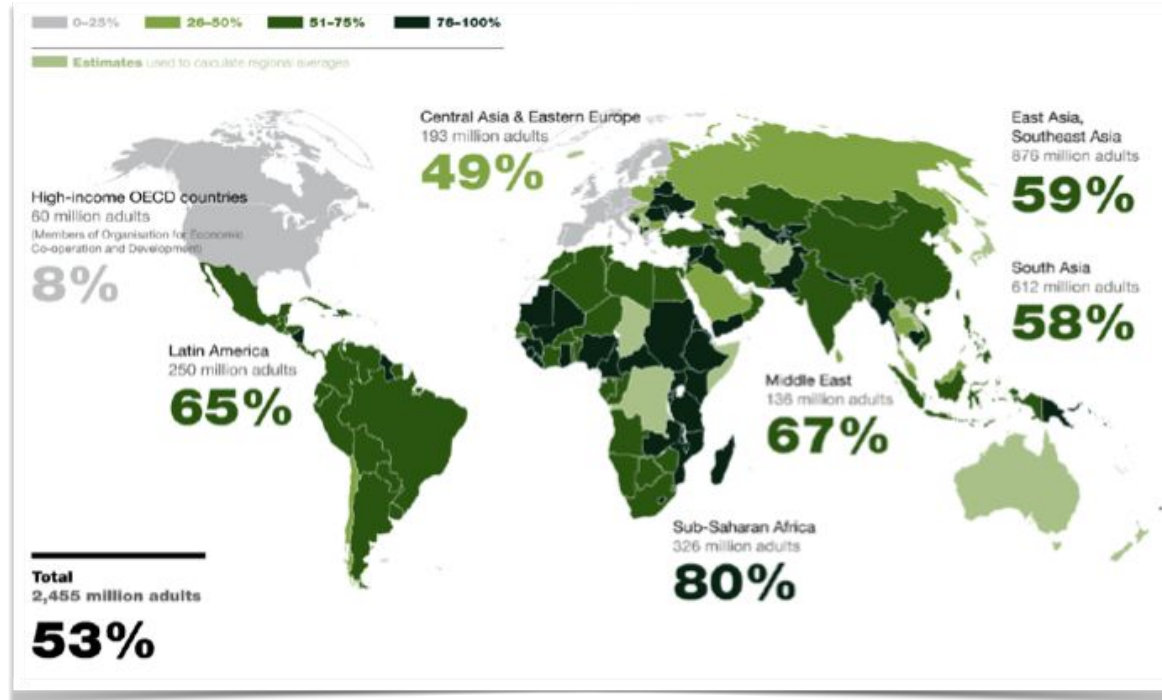 0–25% 26–50% 51–75% 76–100%
Estimates used to calculate regional averages
Central Asia & Eastern Europe
193 million adults
49%
East Asia,
Southeast Asia
876 million adults
59%
High-income OECD countries
60 million adults
(Members of Organisation for Economic
Co-operation and Development)
8%
South Asia
612 million adults
58%
Latin America
250 million adults
65%
Middle East
136 million adults
67%
Sub-Saharan Africa
326 million adults
80%
Total
2,455 million adults
53%